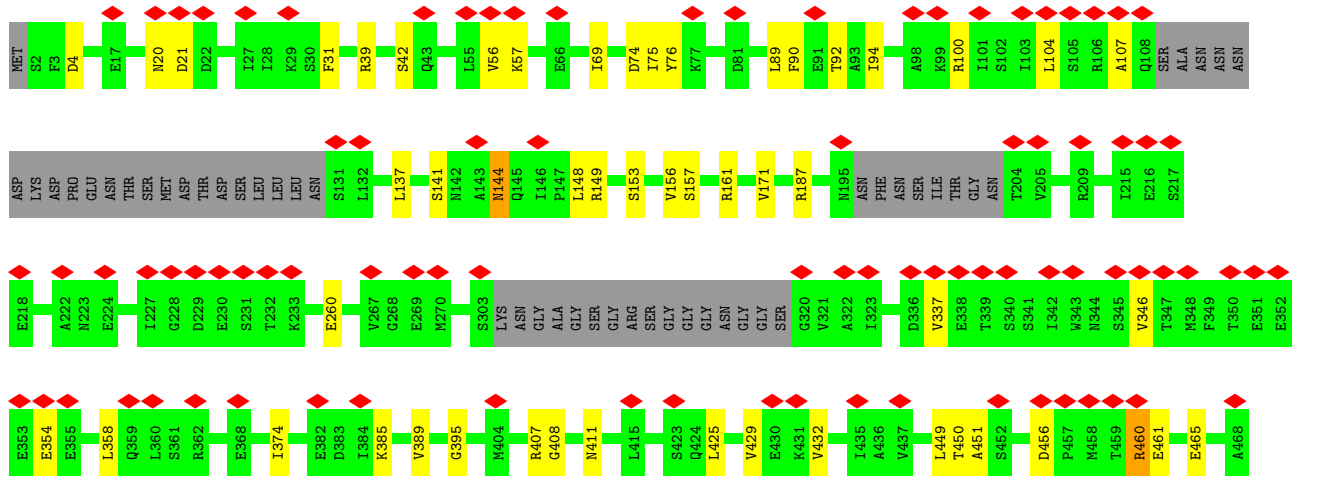 MET S2 F3 D4 E17 N20 D21 D22 I27 I28 K29 S30 F31 R39 S42 Q43 L55 V56 K57 E66 I69 D74 I75 Y76 K77 D81 L89 F90 E91 T92 A93 I94 A98 K99 R100 I101 S102 I103 L104 S105 R106 A107 Q108 SER ALA ASN ASN ASN
ASP LYS ASP PRO GLU ASN THR SER MET ASP THR ASP SER LEU LEU LEU ASN S131 L132 L137 S141 N142 A143 N144 Q145 I146 P147 L148 R149 S153 V156 S157 R161 V171 R187 N195 ASN PHE ASN SER ILE THR GLY ASN T204 V205 R209 I215 E216 S217
E218 A222 N223 E224 I227 G228 D229 E230 S231 T232 K233 E260 V267 G268 E269 M270 S303 LYS ASN GLY ALA GLY SER GLY ARG SER GLY GLY GLY ASN GLY GLY SER G320 V321 A322 I323 D336 V337 E338 T339 S340 S341 I342 W343 N344 S345 V346 T347 M348 F349 T350 E351 E352
E353 E354 E355 L358 Q359 L360 S361 R362 E368 I374 E382 D383 I384 K385 V389 G395 M404 R407 G408 N411 L415 S423 Q424 L425 V429 E430 K431 V432 I435 A436 V437 L449 T450 A451 S452 D456 P457 M458 T459 R460 E461 E465 A468